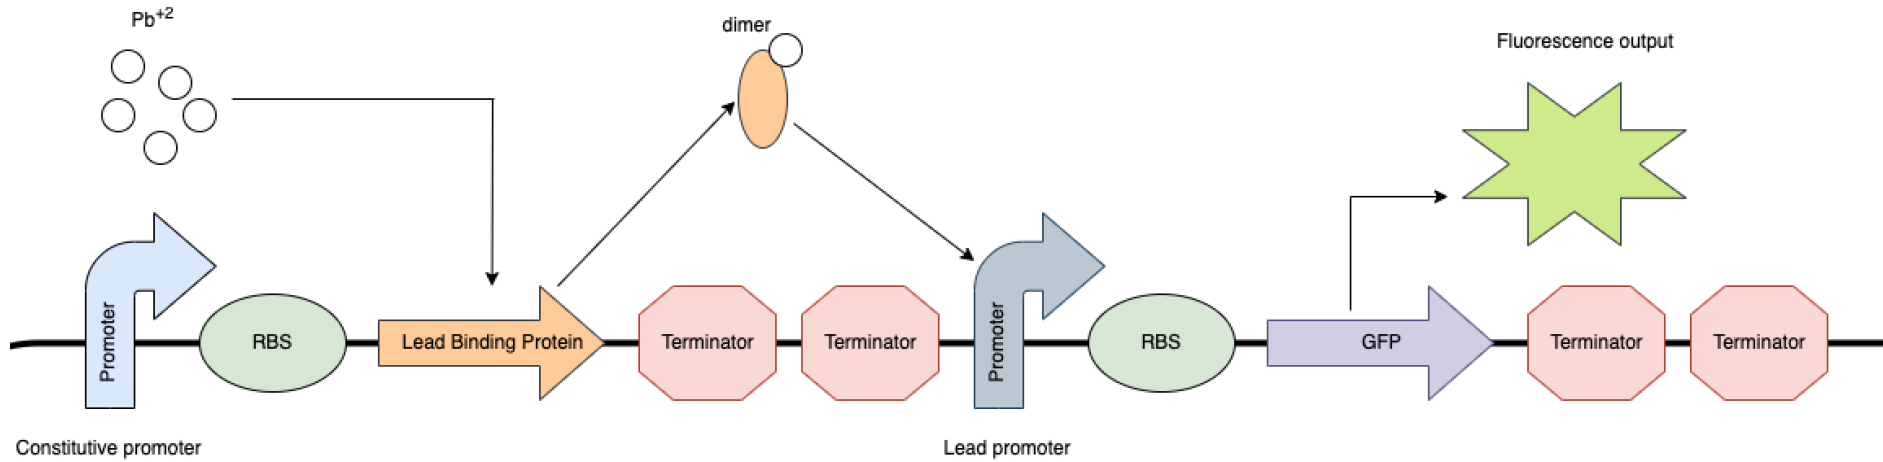 Pb+2
dimer
Fluorescence output
Promoter
RBS
Lead Binding Protein
Terminator
Terminator
Promoter
RBS
GFP
Terminator
Terminator
Constitutive promoter
Lead promoter